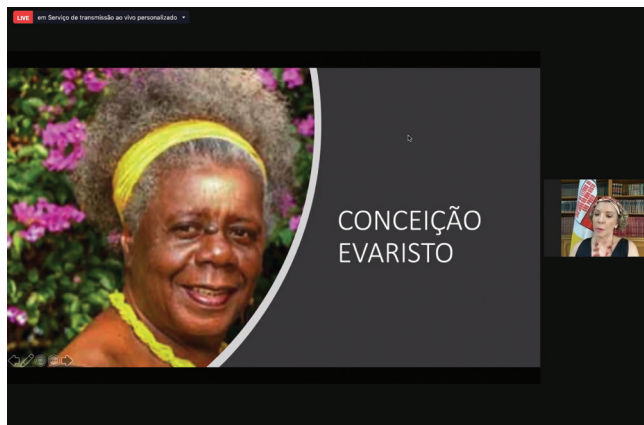 LIVE em Serviço de transmissão ao vivo personalizado
CONCEIÇÃO
EVARISTO